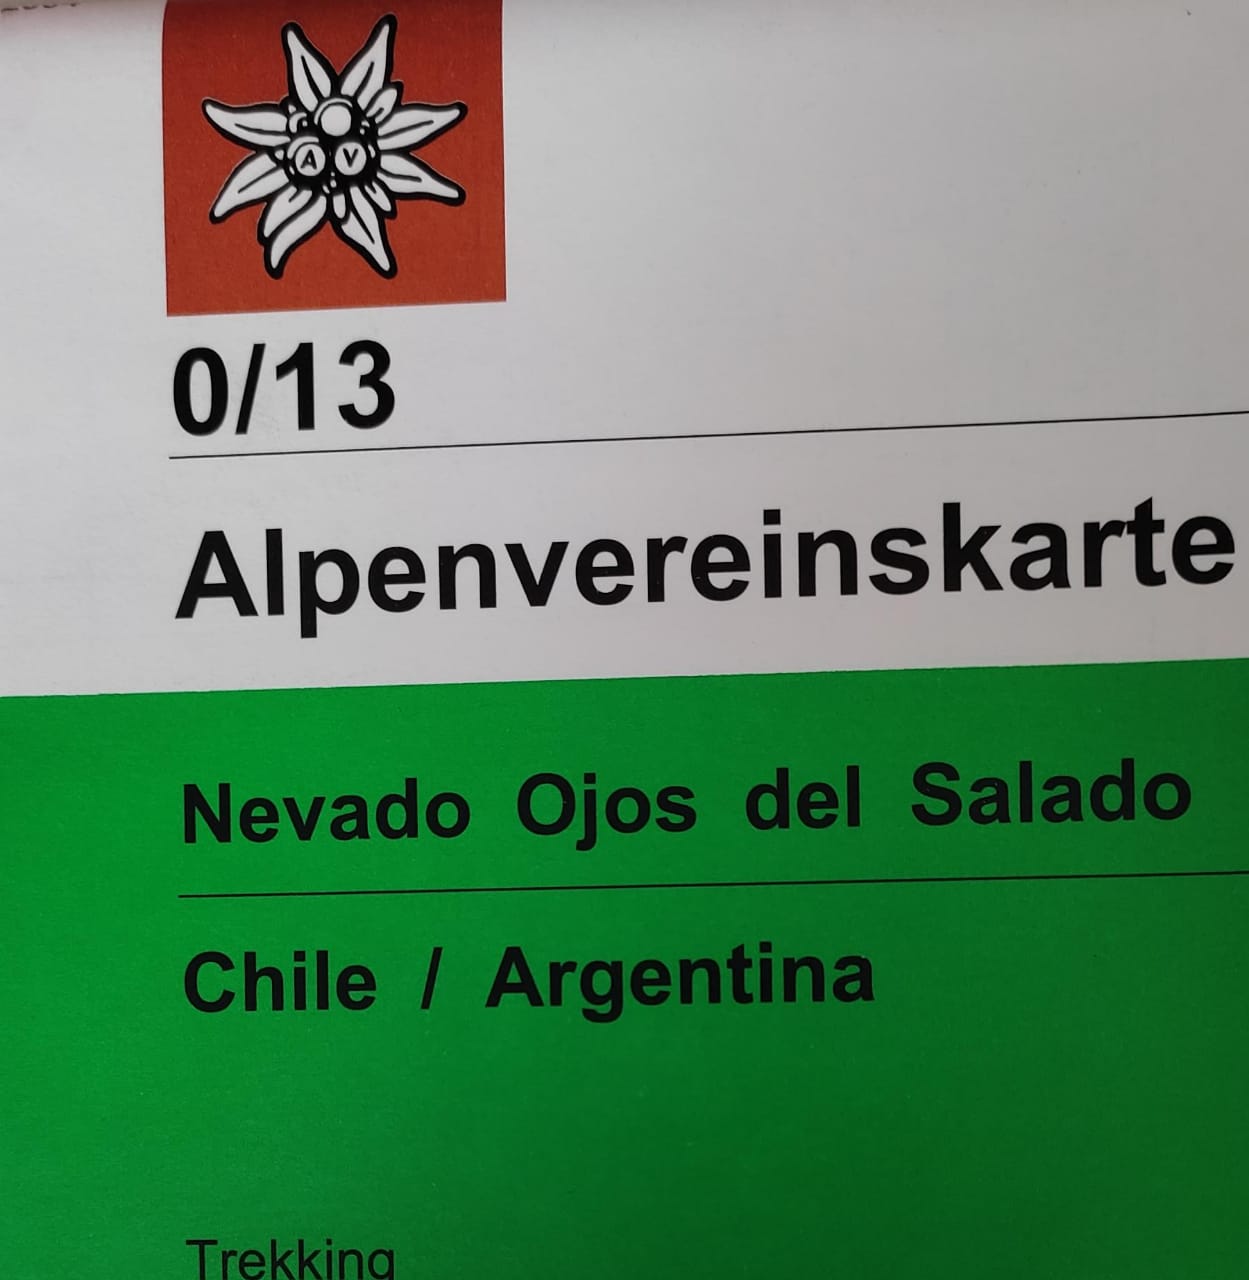 A V
0/13
Alpenvereinskarte
Nevado Ojos del Salado
Chile / Argentina
Trekking